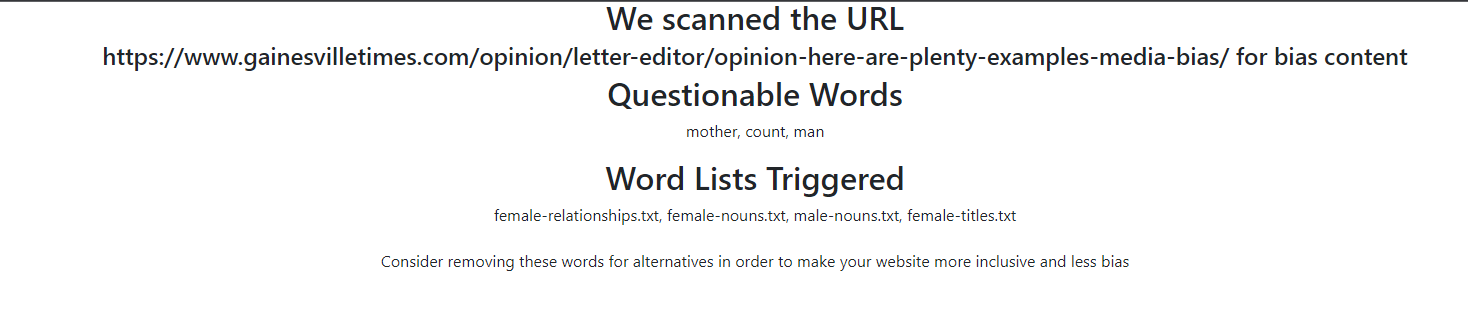 We scanned the URL
https://www.gainesvilletimes.com/opinion/letter-editor/opinion-here-are-plenty-examples-media-bias/ for bias content
Questionable Words
mother, count, man
Word Lists Triggered
female-relationships.txt, female-nouns.txt, male-nouns.txt, female-titles.txt
Consider removing these words for alternatives in order to make your website more inclusive and less bias